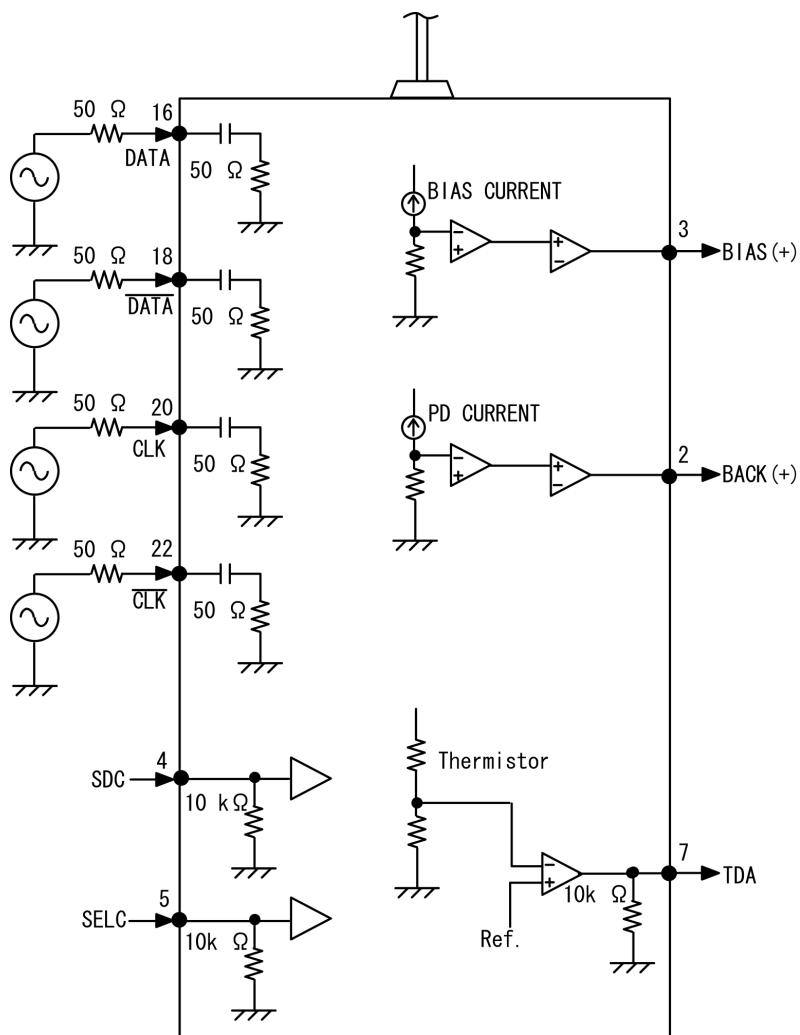 50 Ω
16
DATA
50 Ω
50 Ω
18
DATA
50 Ω
50 Ω
20
CLK
50 Ω
50 Ω
22
CLK
50 Ω
SDC
4
10 kΩ
SELC
5
10k Ω
BIAS CURRENT
3
BIAS(+)
PD CURRENT
2
BACK(+)
Thermistor
7
TDA
10k Ω
Ref.